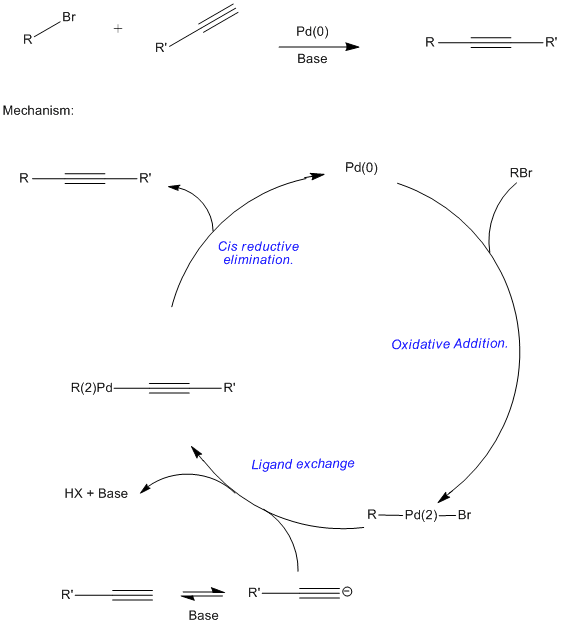 Br
R
+
R'
Pd(0)
Base
R
R'
Mechanism:
R
R'
Pd(0)
RBr
Cis reductive
elimination.
Oxidative Addition.
R(2)Pd
R'
Ligand exchange
HX + Base
R
Pd(2)
Br
R'
Base
R'
⊖